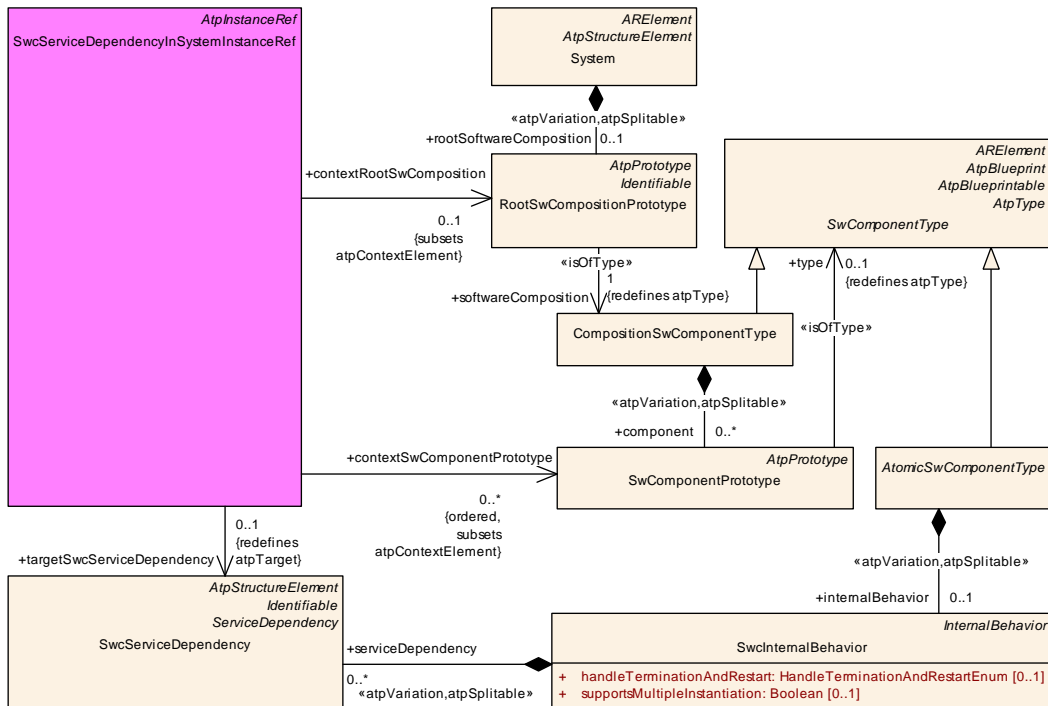 AtpInstanceRef
SwcServiceDependencyInSystemInstanceRef
ARElement
AtpStructureElement
System
«atpVariation,atpSplitable»
+rootSoftwareComposition 0..1
+contextRootSwComposition
0..1
{subsets
atpContextElement}
AtpPrototype
Identifiable
RootSwCompositionPrototype
ARElement
AtpBlueprint
AtpBlueprintable
AtpType
SwComponentType
«isOfType»
1
+softwareComposition {redefines atpType}
+type 0..1
{redefines atpType}
«isOfType»
CompositionSwComponentType
«atpVariation,atpSplitable»
+component 0..*
+contextSwComponentPrototype
0..*
{ordered,
subsets
atpContextElement}
AtpPrototype
SwComponentPrototype
AtomicSwComponentType
«atpVariation,atpSplitable»
+internalBehavior 0..1
0..1
{redefines
atpTarget}
+targetSwcServiceDependency
AtpStructureElement
Identifiable
ServiceDependency
SwcServiceDependency
+serviceDependency
0..*
«atpVariation,atpSplitable»
InternalBehavior
SwcInternalBehavior
+ handleTerminationAndRestart: HandleTerminationAndRestartEnum [0..1]
+ supportsMultipleInstantiation: Boolean [0..1]